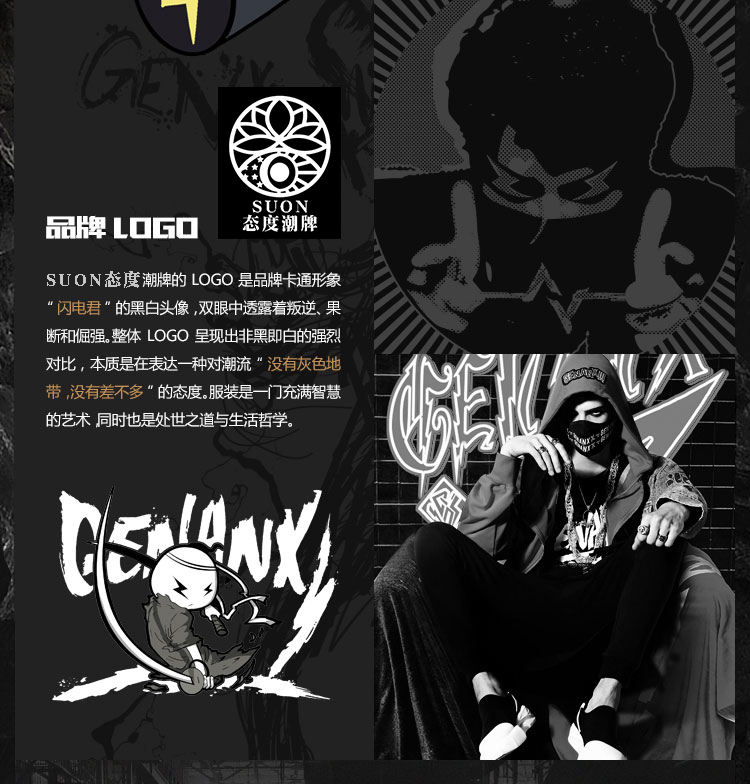 GENANX
SUON
态度潮牌
品牌 LOGO
SUON态度潮牌的 LOGO 是品牌卡通形象
“ 闪电君 ” 的黑白头像 ,双眼中透露着叛逆、果
断和倔强。整体 LOGO 呈现出非黑即白的强烈
对比 , 本质是在表达一种对潮流 “ 没有灰色地
带 ,没有差不多 ” 的态度。服装是一门充满智慧
的艺术 ,同时也是处世之道与生活哲学。
GENANX
GENANX